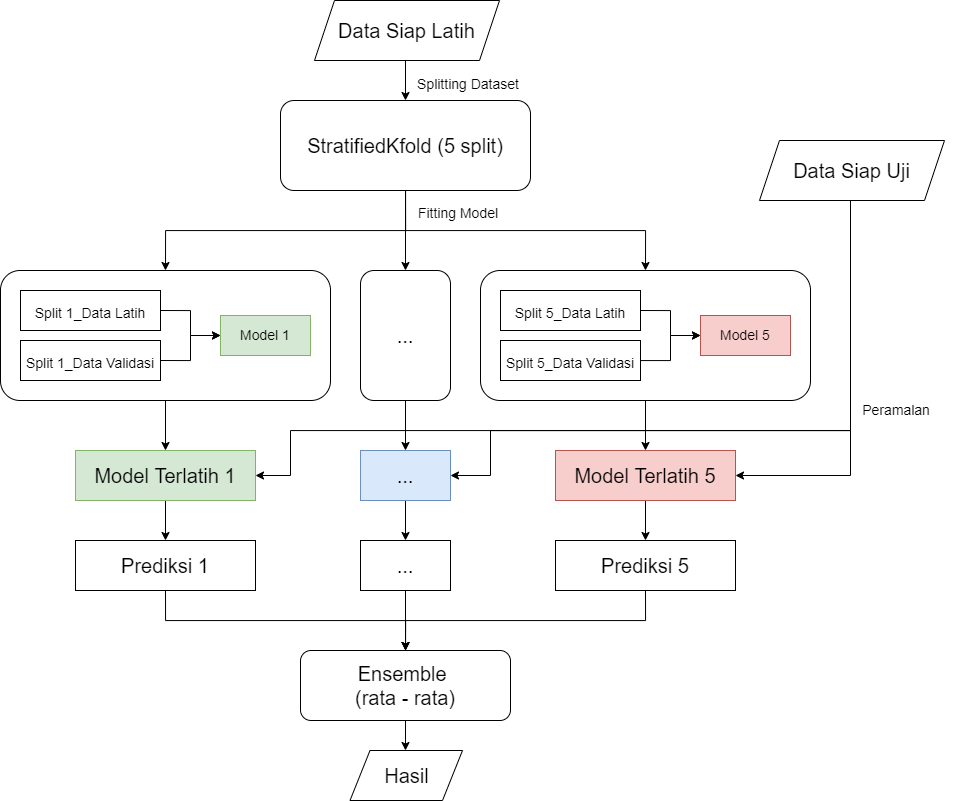 Data Siap Latih
Splitting Dataset
StratifiedKfold (5 split)
Data Siap Uji
Fitting Model
Split 1_Data Latih
Split 1_Data Validasi
Model 1
...
Split 5_Data Latih
Split 5_Data Validasi
Model 5
Peramalan
Model Terlatih 1
...
Model Terlatih 5
Prediksi 1
...
Prediksi 5
Ensemble
(rata - rata)
Hasil